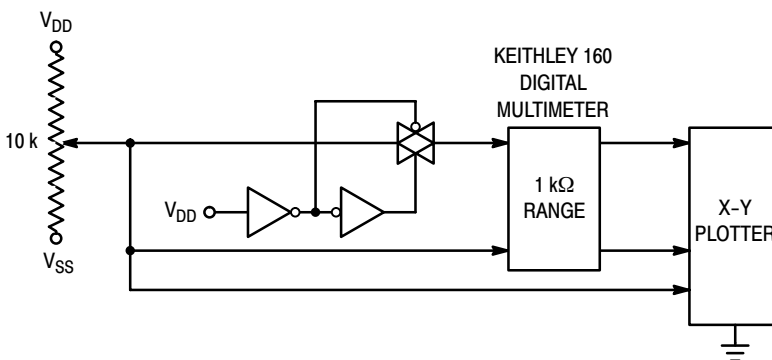 V_DD
10 k
V_SS
V_DD
KEITHLEY 160
DIGITAL
MULTIMETER
1 kΩ
RANGE
X-Y
PLOTTER